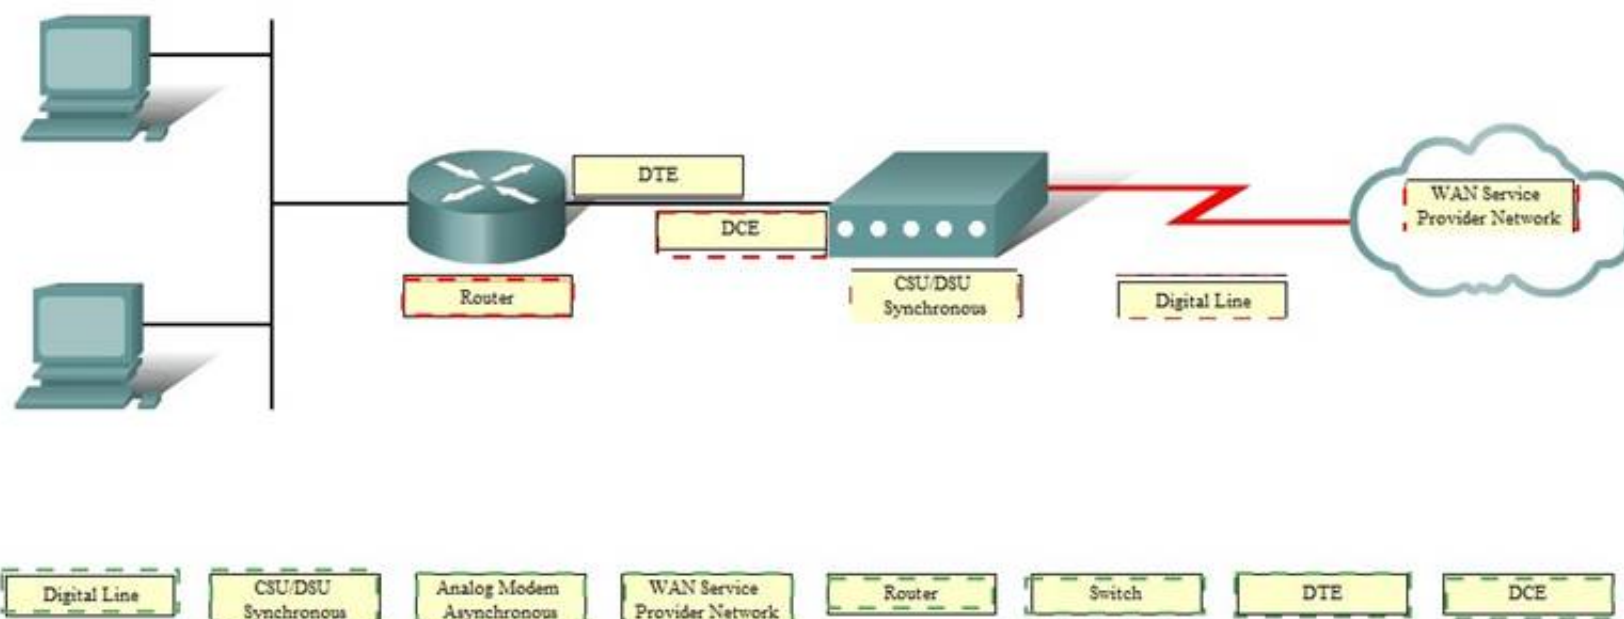 DTE
DCE
Router
CSU/DSU
Synchronous
Digital Line
WAN Service
Provider Network
Digital Line
CSU/DSU
Synchronous
Analog Modem
Asynchronous
WAN Service
Provider Network
Router
Switch
DTE
DCE